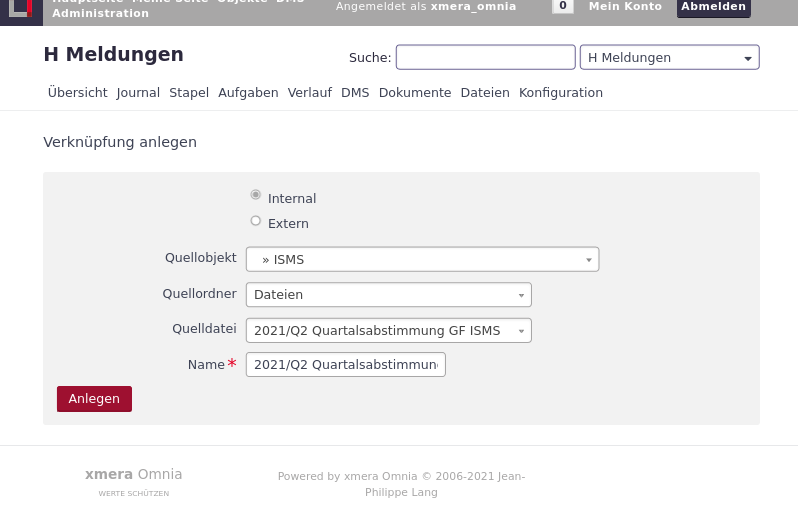 Hauptseite Meine Seite Objekte DMS
Administration
Angemeldet als xmera_omnia
0
Mein Konto
Abmelden
H Meldungen
Suche:
H Meldungen
Übersicht Journal Stapel Aufgaben Verlauf DMS Dokumente Dateien Konfiguration
Verknüpfung anlegen
Internal
Extern
Quellobjekt
» ISMS
Quellordner
Dateien
Quelldatei
2021/Q2 Quartalsabstimmung GF ISMS
Name*
2021/Q2 Quartalsabstimmun
Anlegen
xmera Omnia
WERTE SCHÜTZEN
Powered by xmera Omnia © 2006-2021 Jean-
Philippe Lang